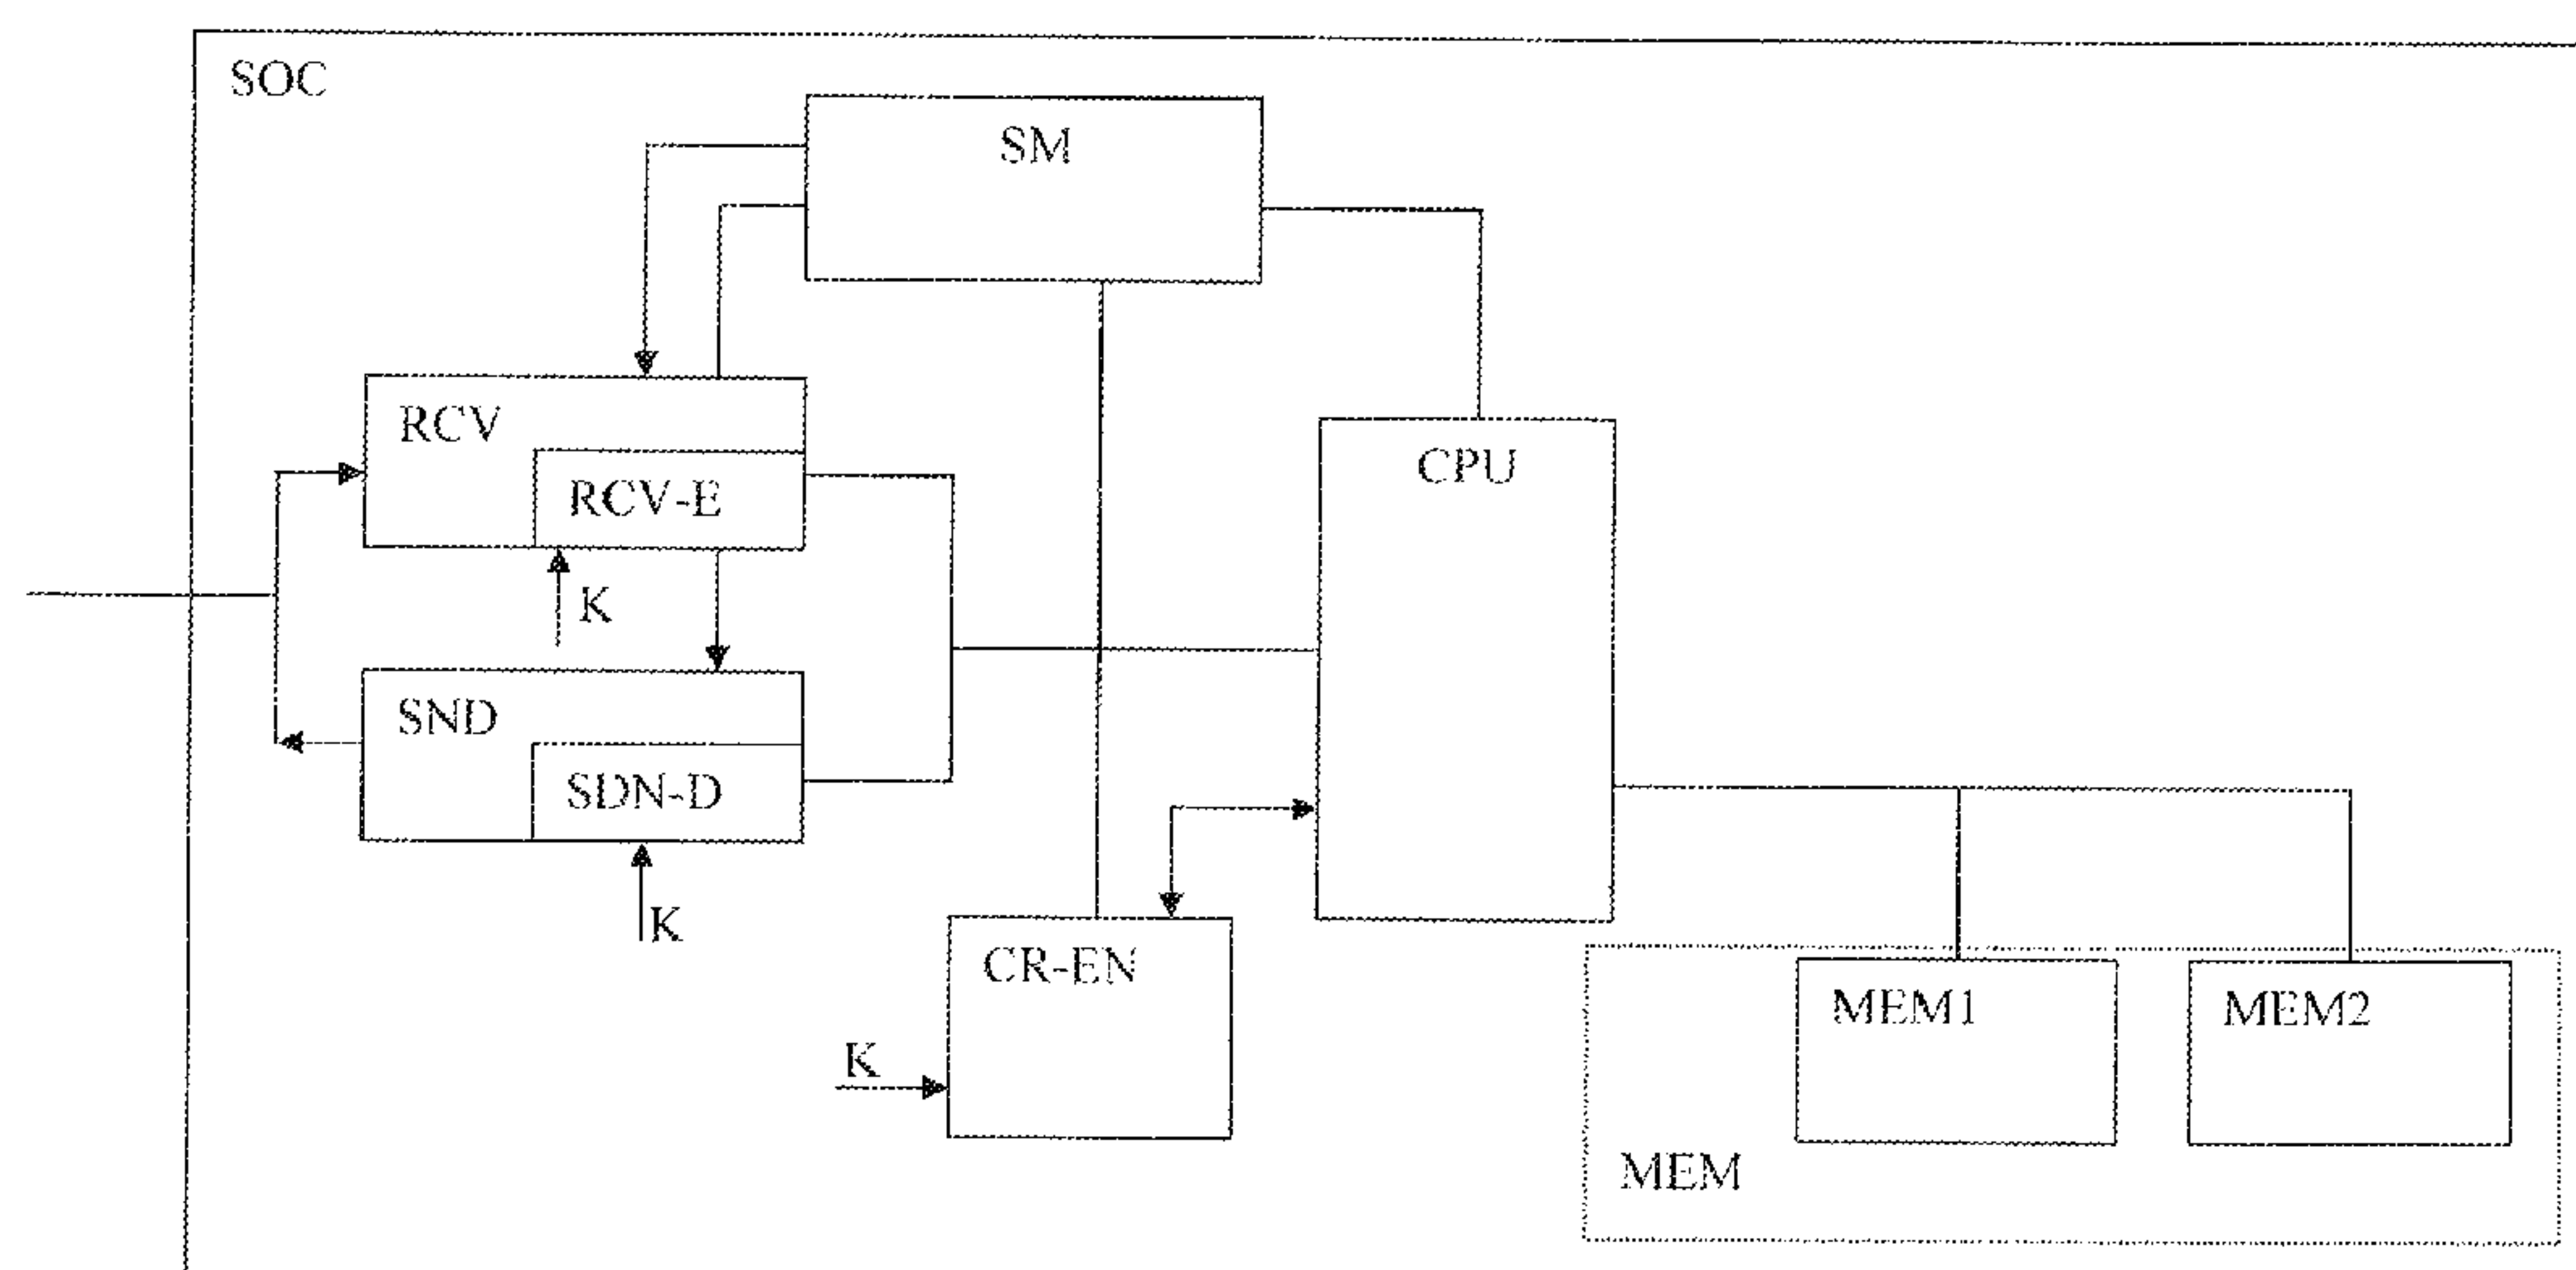 SOC
SM
RCV
RCV-E
CPU
K
SND
SDN-D
K
CR-EN
K
MEM1
MEM2
MEM